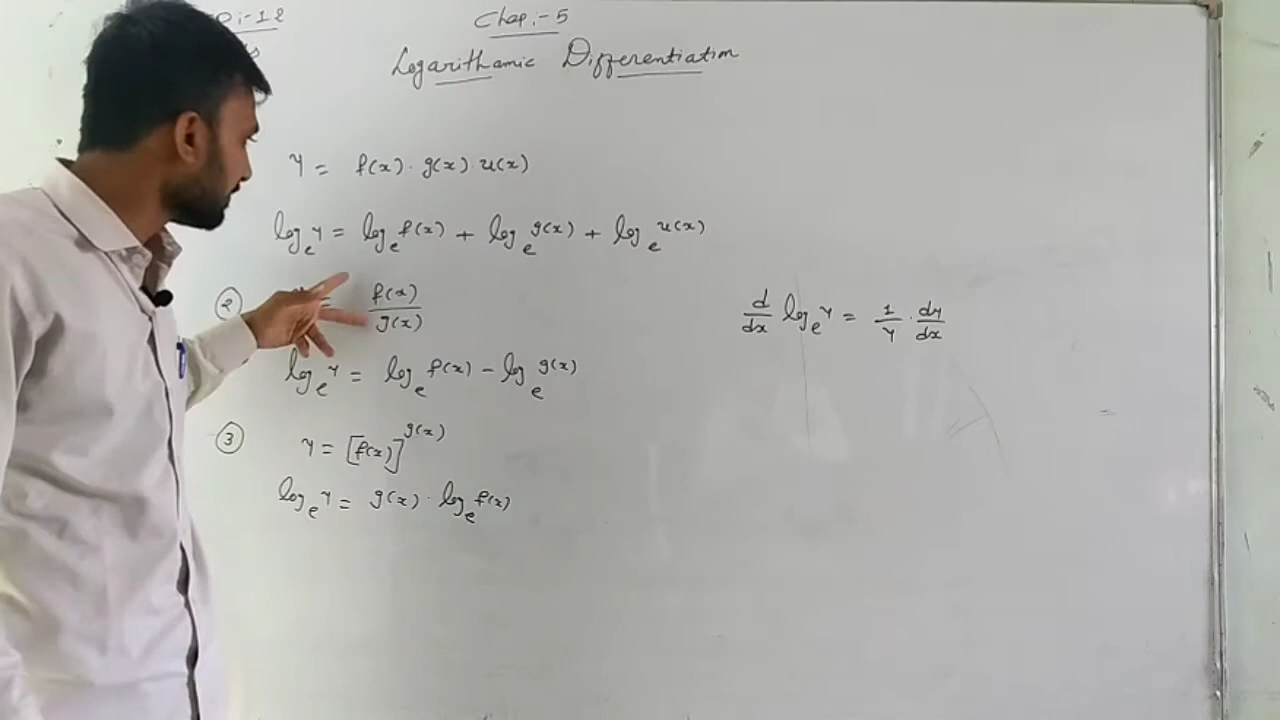 :-12
Chap:-5
Logarithamic Differentiation
y = f(x) · g(x) · u(x)
log_e y = log_e f(x) + log_e g(x) + log_e u(x)
② = f(x)/g(x)
d/dx log_e y = 1/y · dy/dx
log_e y = log_e f(x) - log_e g(x)
③ y = [f(x)]^g(x)
log_e y = g(x) · log_e f(x)